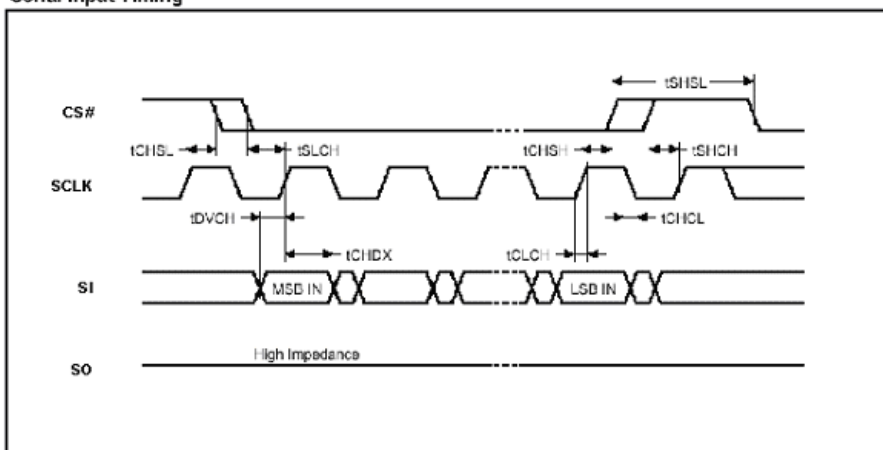 Serial Input Timing
tSHSL
CS#
tCHSL
tSLCH
tCHSH
tSHCH
SCLK
tDVCH
tCHCL
tCHDX
tCLCH
SI
MSB IN
LSB IN
High Impedance
SO